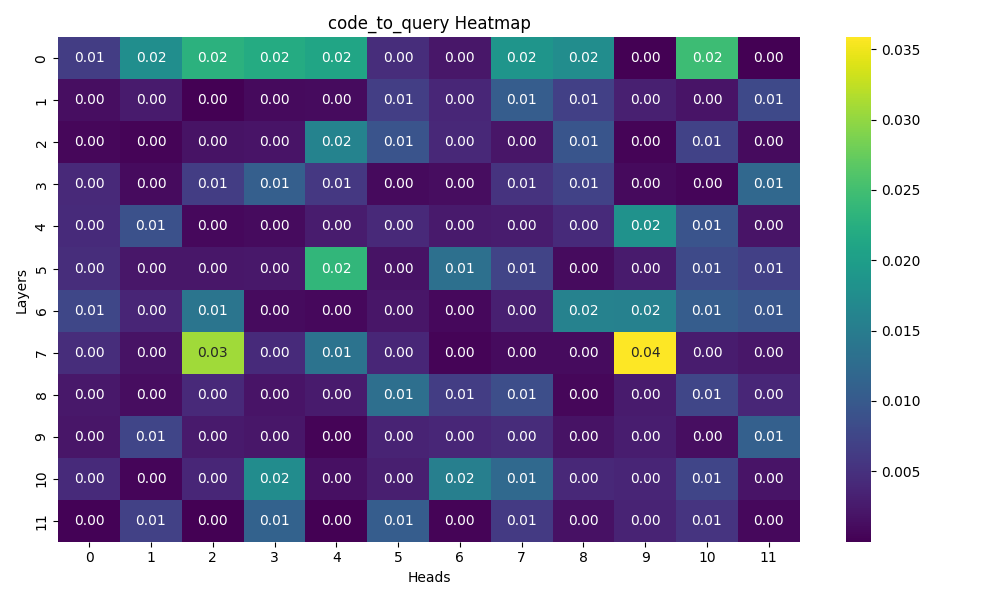 code_to_query Heatmap
0 0.01 0.02 0.02 0.02 0.02 0.00 0.00 0.02 0.02 0.00 0.02 0.00
1 0.00 0.00 0.00 0.00 0.00 0.01 0.00 0.01 0.01 0.00 0.00 0.01
2 0.00 0.00 0.00 0.00 0.02 0.01 0.00 0.00 0.01 0.00 0.01 0.00
3 0.00 0.00 0.01 0.01 0.01 0.00 0.00 0.01 0.01 0.00 0.00 0.01
4 0.00 0.01 0.00 0.00 0.00 0.00 0.00 0.00 0.00 0.02 0.01 0.00
5 0.00 0.00 0.00 0.00 0.02 0.00 0.01 0.01 0.00 0.00 0.01 0.01
6 0.01 0.00 0.01 0.00 0.00 0.00 0.00 0.00 0.02 0.02 0.01 0.01
7 0.00 0.00 0.03 0.00 0.01 0.00 0.00 0.00 0.00 0.04 0.00 0.00
8 0.00 0.00 0.00 0.00 0.00 0.01 0.01 0.01 0.00 0.00 0.01 0.00
9 0.00 0.01 0.00 0.00 0.00 0.00 0.00 0.00 0.00 0.00 0.00 0.01
10 0.00 0.00 0.00 0.02 0.00 0.00 0.02 0.01 0.00 0.00 0.01 0.00
11 0.00 0.01 0.00 0.01 0.00 0.01 0.00 0.01 0.00 0.00 0.01 0.00
0 1 2 3 4 5 6 7 8 9 10 11
Heads
Layers
0.035
0.030
0.025
0.020
0.015
0.010
0.005